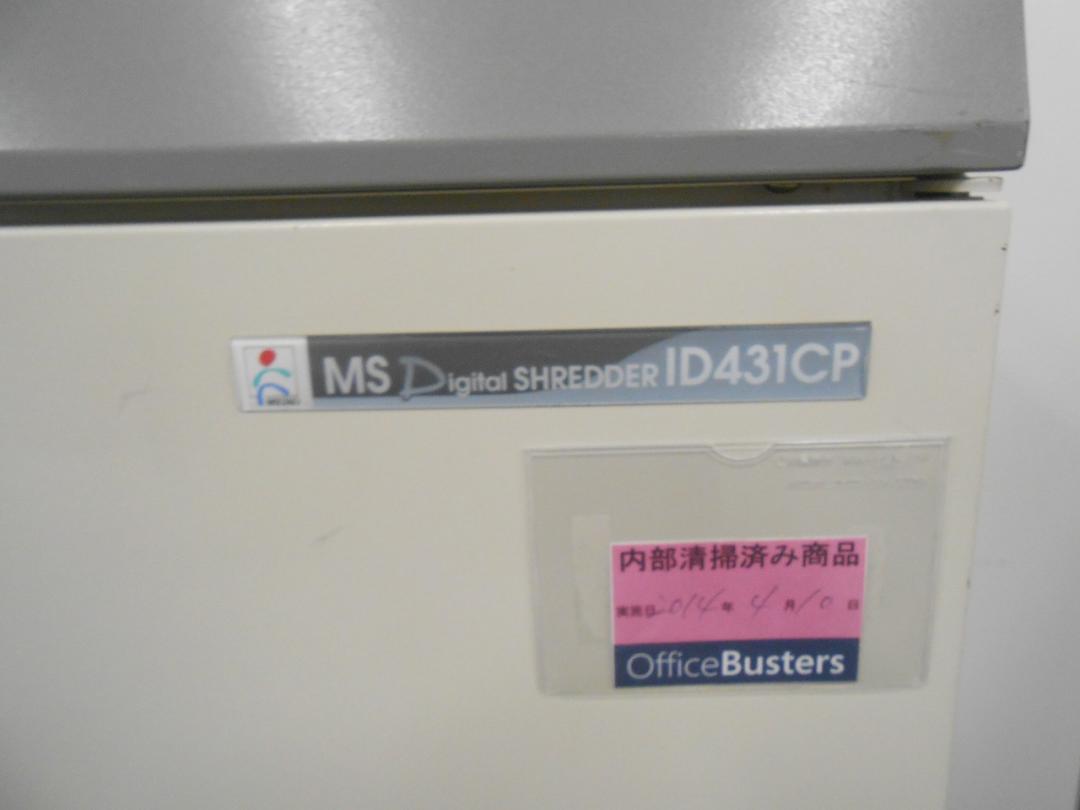 MS Digital SHREDDER ID431CP
内部清掃済み商品
実施日 2014年 4月10日
OfficeBusters